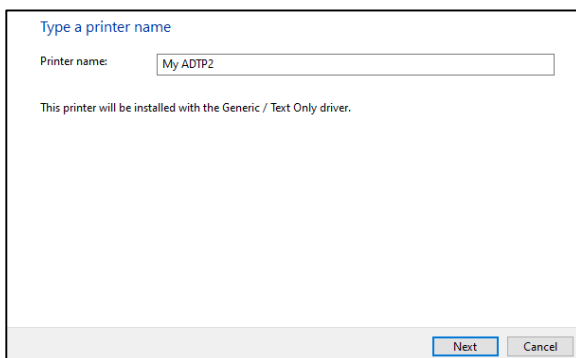 Type a printer name
Printer name: My ADTP2
This printer will be installed with the Generic / Text Only driver.
Next Cancel